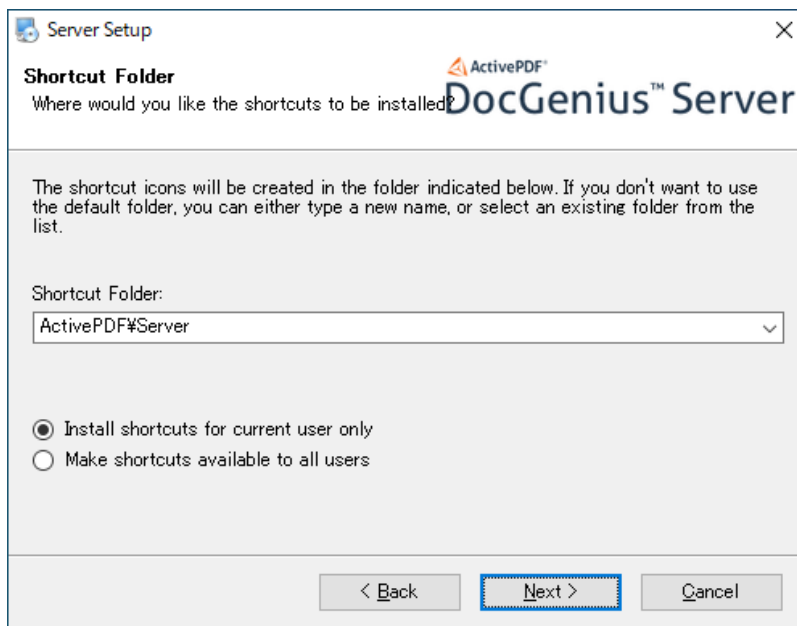 Server Setup
Shortcut Folder
Where would you like the shortcuts to be installed?
ActivePDF®
DocGenius™ Server
The shortcut icons will be created in the folder indicated below. If you don't want to use
the default folder, you can either type a new name, or select an existing folder from the
list.
Shortcut Folder:
ActivePDF¥Server
Install shortcuts for current user only
Make shortcuts available to all users
< Back
Next >
Cancel